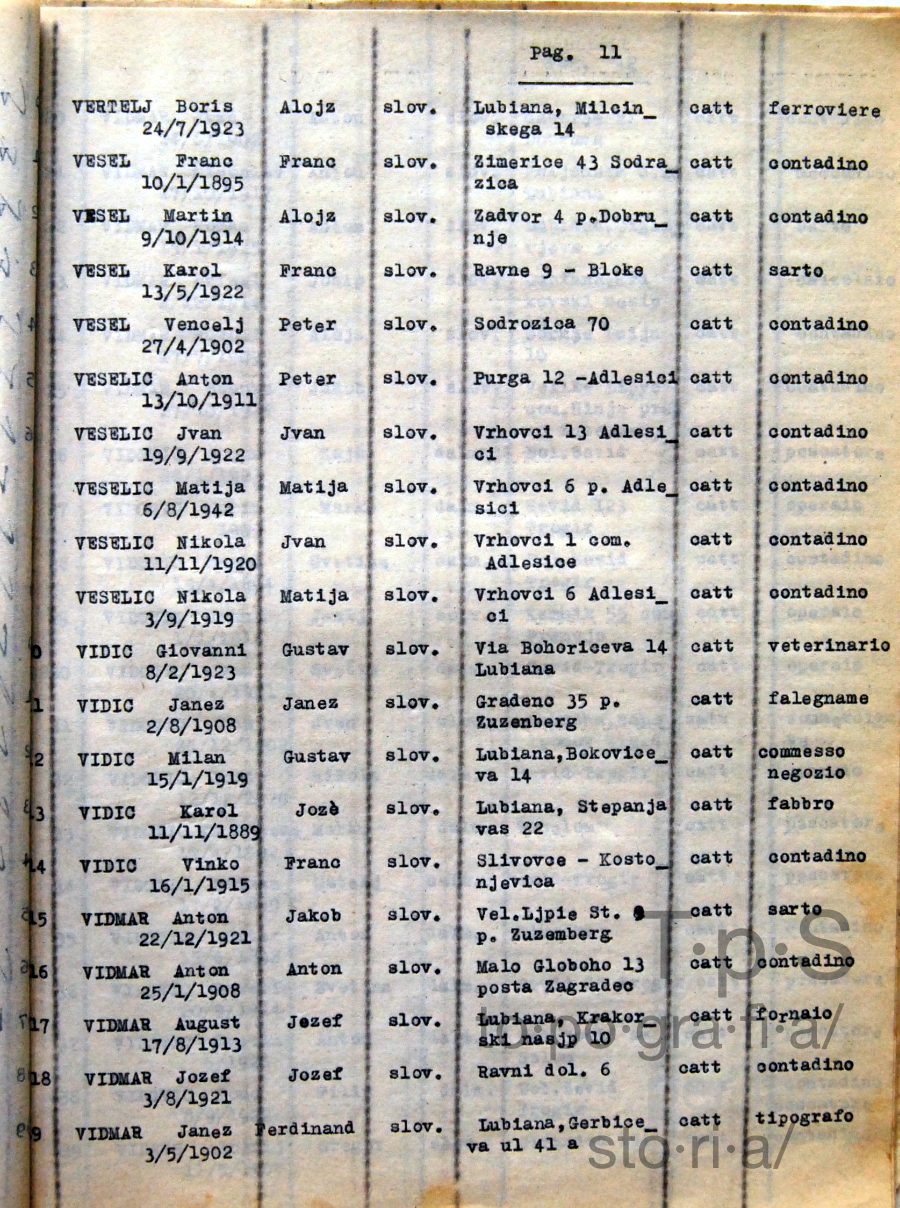 Pag. 11
VERTELJ Boris Alojz slov. Lubiana, Milcin_ catt ferroviere
24/7/1923 skega 14
VESEL Franc Franc slov. Zimerice 43 Sodra_ catt contadino
10/1/1895 zica
VESEL Martin Alojz slov. Zadvor 4 p.Dobru_ catt contadino
9/10/1914 nje
VESEL Karol Franc slov. Ravne 9 - Bloke catt sarto
13/5/1922
VESEL Vencelj Peter slov. Sodrozica 70 catt contadino
27/4/1902
VESELIC Anton Peter slov. Purga 12 -Adlesici catt contadino
13/10/1911
VESELIC Jvan Jvan slov. Vrhovci 13 Adlesi_ catt contadino
19/9/1922 ci
VESELIC Matija Matija slov. Vrhovci 6 p. Adle_ catt contadino
6/8/1942 sici
VESELIC Nikola Jvan slov. Vrhovci 1 com. catt contadino
11/11/1920 Adlesice
VESELIC Nikola Matija slov. Vrhovci 6 Adlesi_ catt contadino
3/9/1919 ci
VIDIC Giovanni Gustav slov. Via Bohoriceva 14 catt veterinario
8/2/1923 Lubiana
VIDIC Janez Janez slov. Gradenc 35 p. catt falegname
2/8/1908 Zuzenberg
VIDIC Milan Gustav slov. Lubiana,Bokovice_ catt commesso
15/1/1919 va 14 negozio
VIDIC Karol Jozè slov. Lubiana, Stepanja catt fabbro
11/11/1889 vas 22
14 VIDIC Vinko Franc slov. Slivovce - Kosto_ catt contadino
16/1/1915 njevica
15 VIDMAR Anton Jakob slov. Vel.Ljpie St. 9 catt sarto
22/12/1921 p. Zuzemberg
16 VIDMAR Anton Anton slov. Malo Globoho 13 catt contadino
25/1/1908 posta Zagradec
17 VIDMAR August Jozef slov. Lubiana, Krakor_ catt fornaio
17/8/1913 ski nasjp 10
18 VIDMAR Jozef Jozef slov. Ravni dol. 6 catt contadino
3/8/1921
9 VIDMAR Janez Ferdinand slov. Lubiana,Gerbice_ catt tipografo
3/5/1902 va ul 41 a
T·p·S
·po·gra·fi·a/
sto·ri·a/